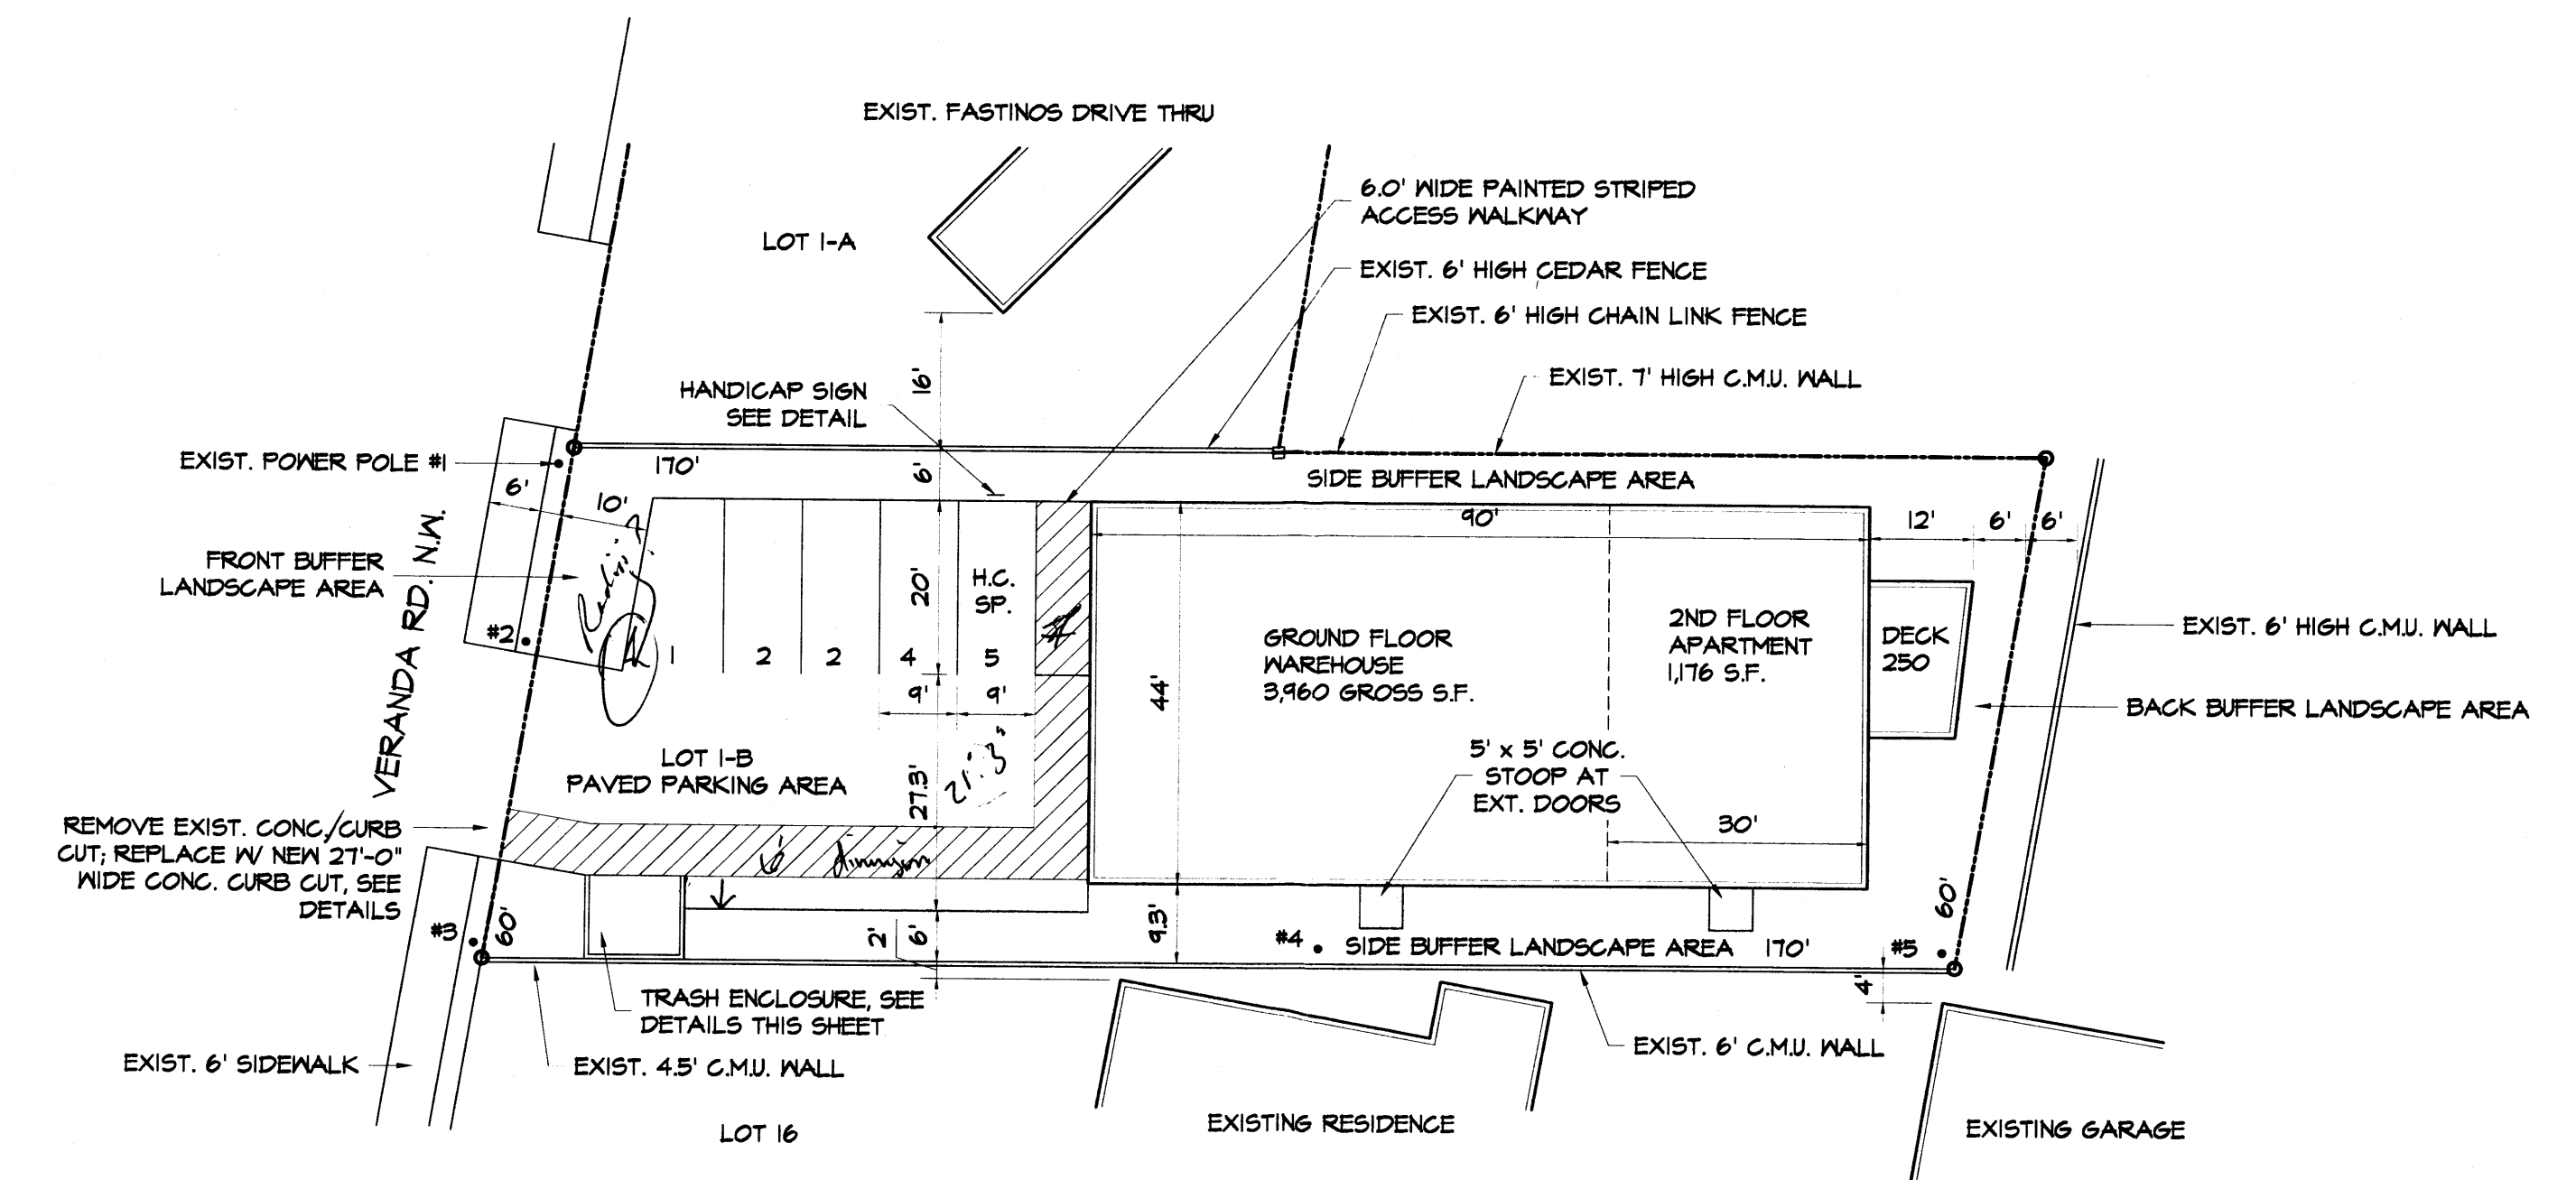 EXIST. FASTINOS DRIVE THRU
LOT 1-A
6.0' WIDE PAINTED STRIPED
ACCESS WALKWAY
EXIST. 6' HIGH CEDAR FENCE
EXIST. 6' HIGH CHAIN LINK FENCE
EXIST. 7' HIGH C.M.U. WALL
16'
HANDICAP SIGN
SEE DETAIL
EXIST. POWER POLE #1
170'
6'
SIDE BUFFER LANDSCAPE AREA
6'
10'
90'
12'
6'
6'
FRONT BUFFER
LANDSCAPE AREA
VERANDA RD. N.W.
20'
H.C.
SP.
#2
1
2
2
4
5
9'
9'
44'
GROUND FLOOR
WAREHOUSE
3,960 GROSS S.F.
2ND FLOOR
APARTMENT
1,176 S.F.
DECK
250
EXIST. 6' HIGH C.M.U. WALL
BACK BUFFER LANDSCAPE AREA
LOT 1-B
PAVED PARKING AREA
27.3'
21.3'
5' x 5' CONC.
STOOP AT
EXT. DOORS
30'
REMOVE EXIST. CONC./CURB
CUT; REPLACE W/ NEW 27'-0"
WIDE CONC. CURB CUT, SEE
DETAILS
6'
#3
60'
2'
6'
9.3'
#4
SIDE BUFFER LANDSCAPE AREA 170'
#5
60'
4'
TRASH ENCLOSURE, SEE
DETAILS THIS SHEET
EXIST. 6' SIDEWALK
EXIST. 4.5' C.M.U. WALL
EXIST. 6' C.M.U. WALL
LOT 16
EXISTING RESIDENCE
EXISTING GARAGE